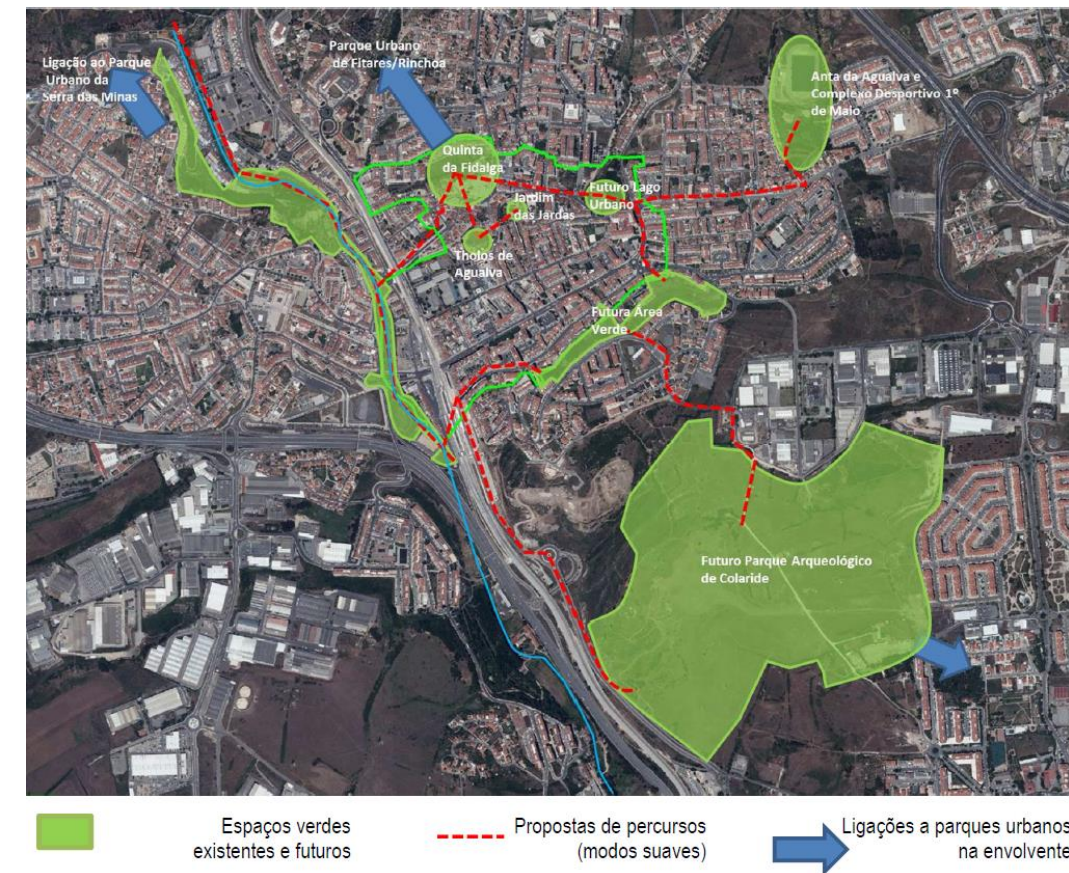 Ligação ao Parque
Urbano da
Serra das Minas
Parque Urbano
de Fitares/Rinchoa
Anta da Agualva e
Complexo Desportivo 1º
de Maio
Quinta
da Fidalga
Futuro Lago
Urbano
Jardim
das Jardas
Tholos de
Agualva
Futura Área
Verde
Futuro Parque Arqueológico
de Colaride
Espaços verdes
existentes e futuros
Propostas de percursos
(modos suaves)
Ligações a parques urbanos
na envolvente